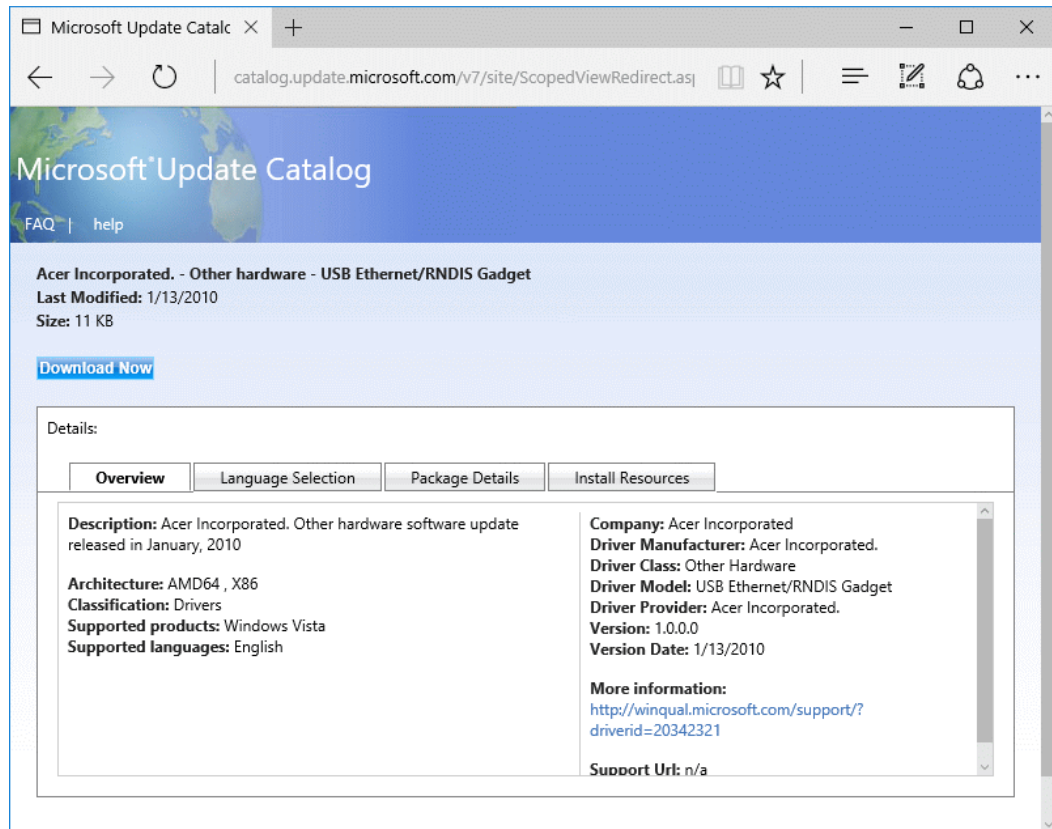 Microsoft Update Catalc
catalog.update.microsoft.com/v7/site/ScopedViewRedirect.as
Microsoft® Update Catalog
FAQ | help
Acer Incorporated. - Other hardware - USB Ethernet/RNDIS Gadget
Last Modified: 1/13/2010
Size: 11 KB
Download Now
Details:
Overview Language Selection Package Details Install Resources
Description: Acer Incorporated. Other hardware software update
released in January, 2010
Architecture: AMD64 , X86
Classification: Drivers
Supported products: Windows Vista
Supported languages: English
Company: Acer Incorporated
Driver Manufacturer: Acer Incorporated.
Driver Class: Other Hardware
Driver Model: USB Ethernet/RNDIS Gadget
Driver Provider: Acer Incorporated.
Version: 1.0.0.0
Version Date: 1/13/2010
More information:
http://winqual.microsoft.com/support/?
driverid=20342321
Support Url: n/a